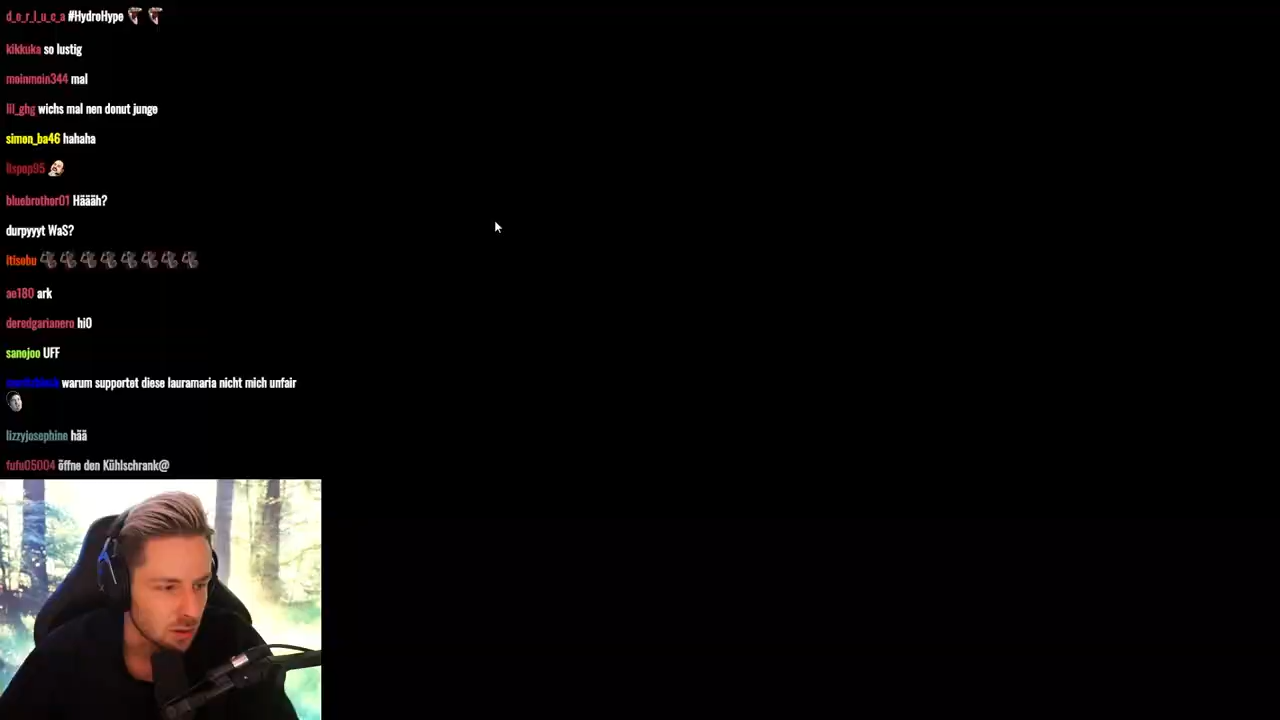 d_e_r_l_u_c_a #HydroHype
kikkuka so lustig
moinmoin344 mal
lil_ghg wichs mal nen donut junge
simon_ba46 hahaha
llspop95
bluebrother01 Häääh?
durpyyyt WaS?
itisohu
ae180 ark
deredgarianero hi0
sanojoo UFF
warum supportet diese lauramaria nicht mich unfair
lizzyjosephine hää
fufu05004 öffne den Kühlschrank@